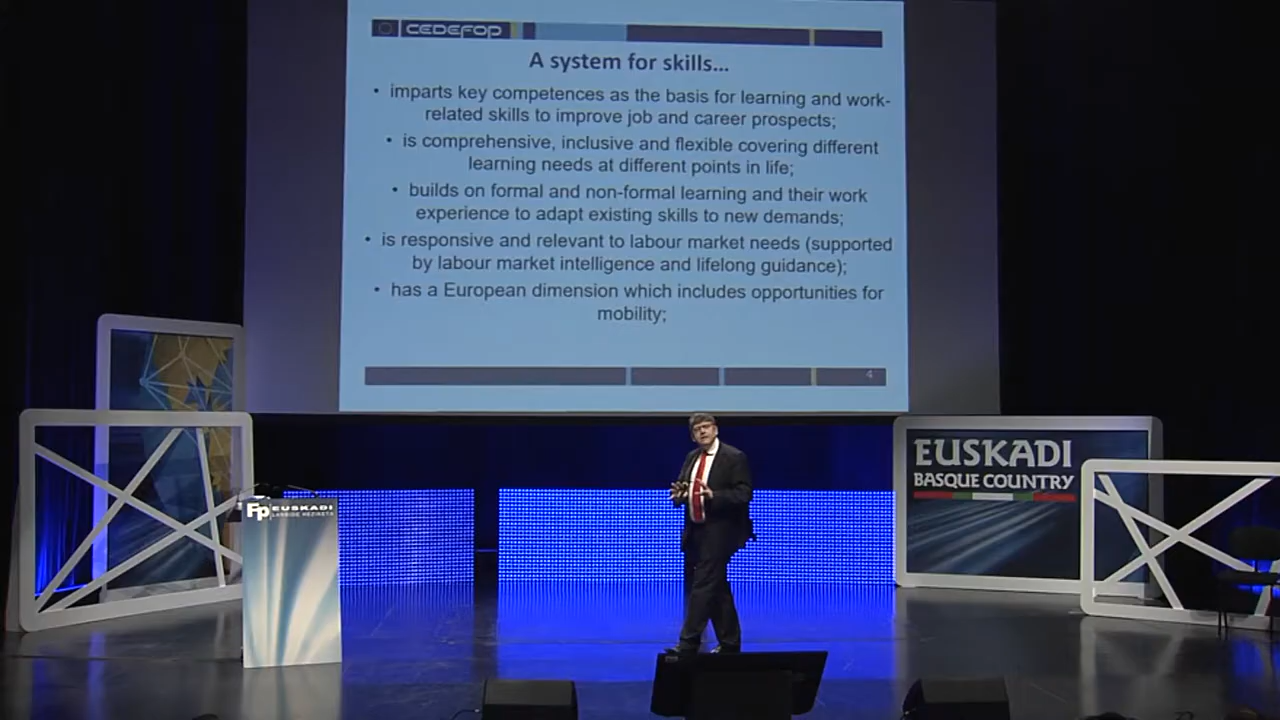 CEDEFOP
A system for skills...
• imparts key competences as the basis for learning and work-
related skills to improve job and career prospects;
• is comprehensive, inclusive and flexible covering different
learning needs at different points in life;
• builds on formal and non-formal learning and their work
experience to adapt existing skills to new demands;
• is responsive and relevant to labour market needs (supported
by labour market intelligence and lifelong guidance);
• has a European dimension which includes opportunities for
mobility;
4
EUSKADI
BASQUE COUNTRY
Fp EUSKADI
LANBIDE HEZIKETA